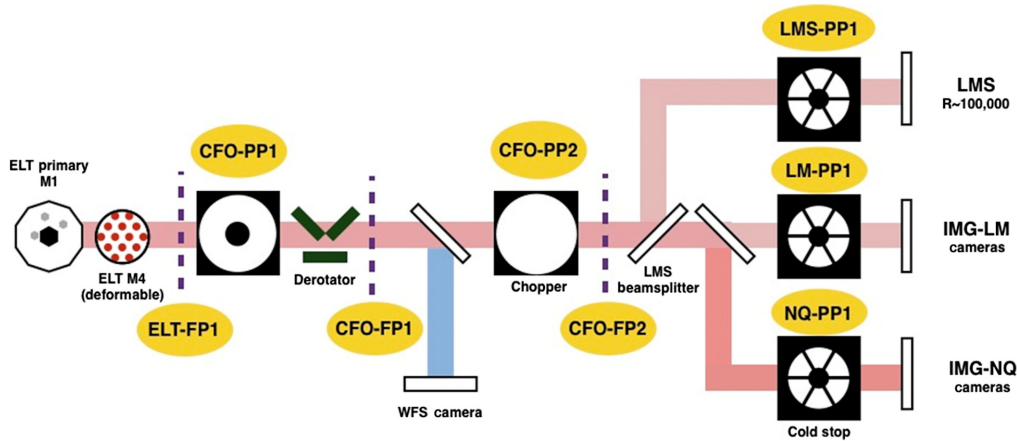 LMS-PP1
LMS
R~100,000
CFO-PP1
CFO-PP2
ELT primary
M1
LM-PP1
IMG-LM
cameras
ELT M4
(deformable)
Derotator
Chopper
LMS
beamsplitter
ELT-FP1
CFO-FP1
CFO-FP2
NQ-PP1
IMG-NQ
cameras
WFS camera
Cold stop